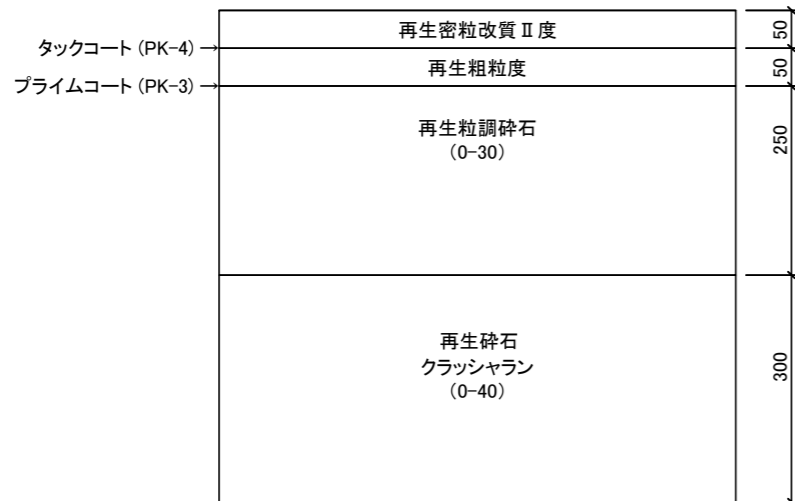 再生密粒改質Ⅱ度
50
タックコート (PK-4)
再生粗粒度
50
プライムコート (PK-3)
再生粒調砕石
(0-30)
250
再生砕石
クラッシャラン
(0-40)
300